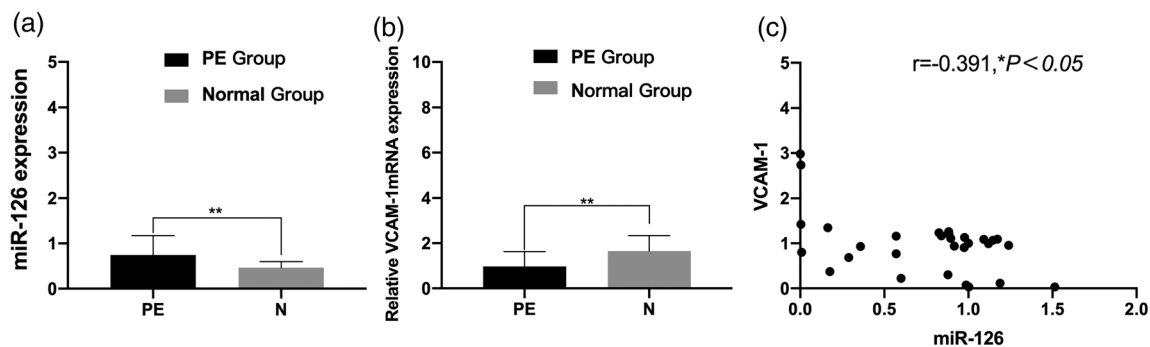 (a)
PE Group
Normal Group
miR-126 expression
5
4
3
2
1
0
**
PE
N
(b)
PE Group
Normal Group
Relative VCAM-1mRNA expression
10
8
6
4
2
0
**
PE
N
(c)
r=-0.391,*P<0.05
VCAM-1
5
4
3
2
1
0
0.0
0.5
1.0
1.5
2.0
miR-126